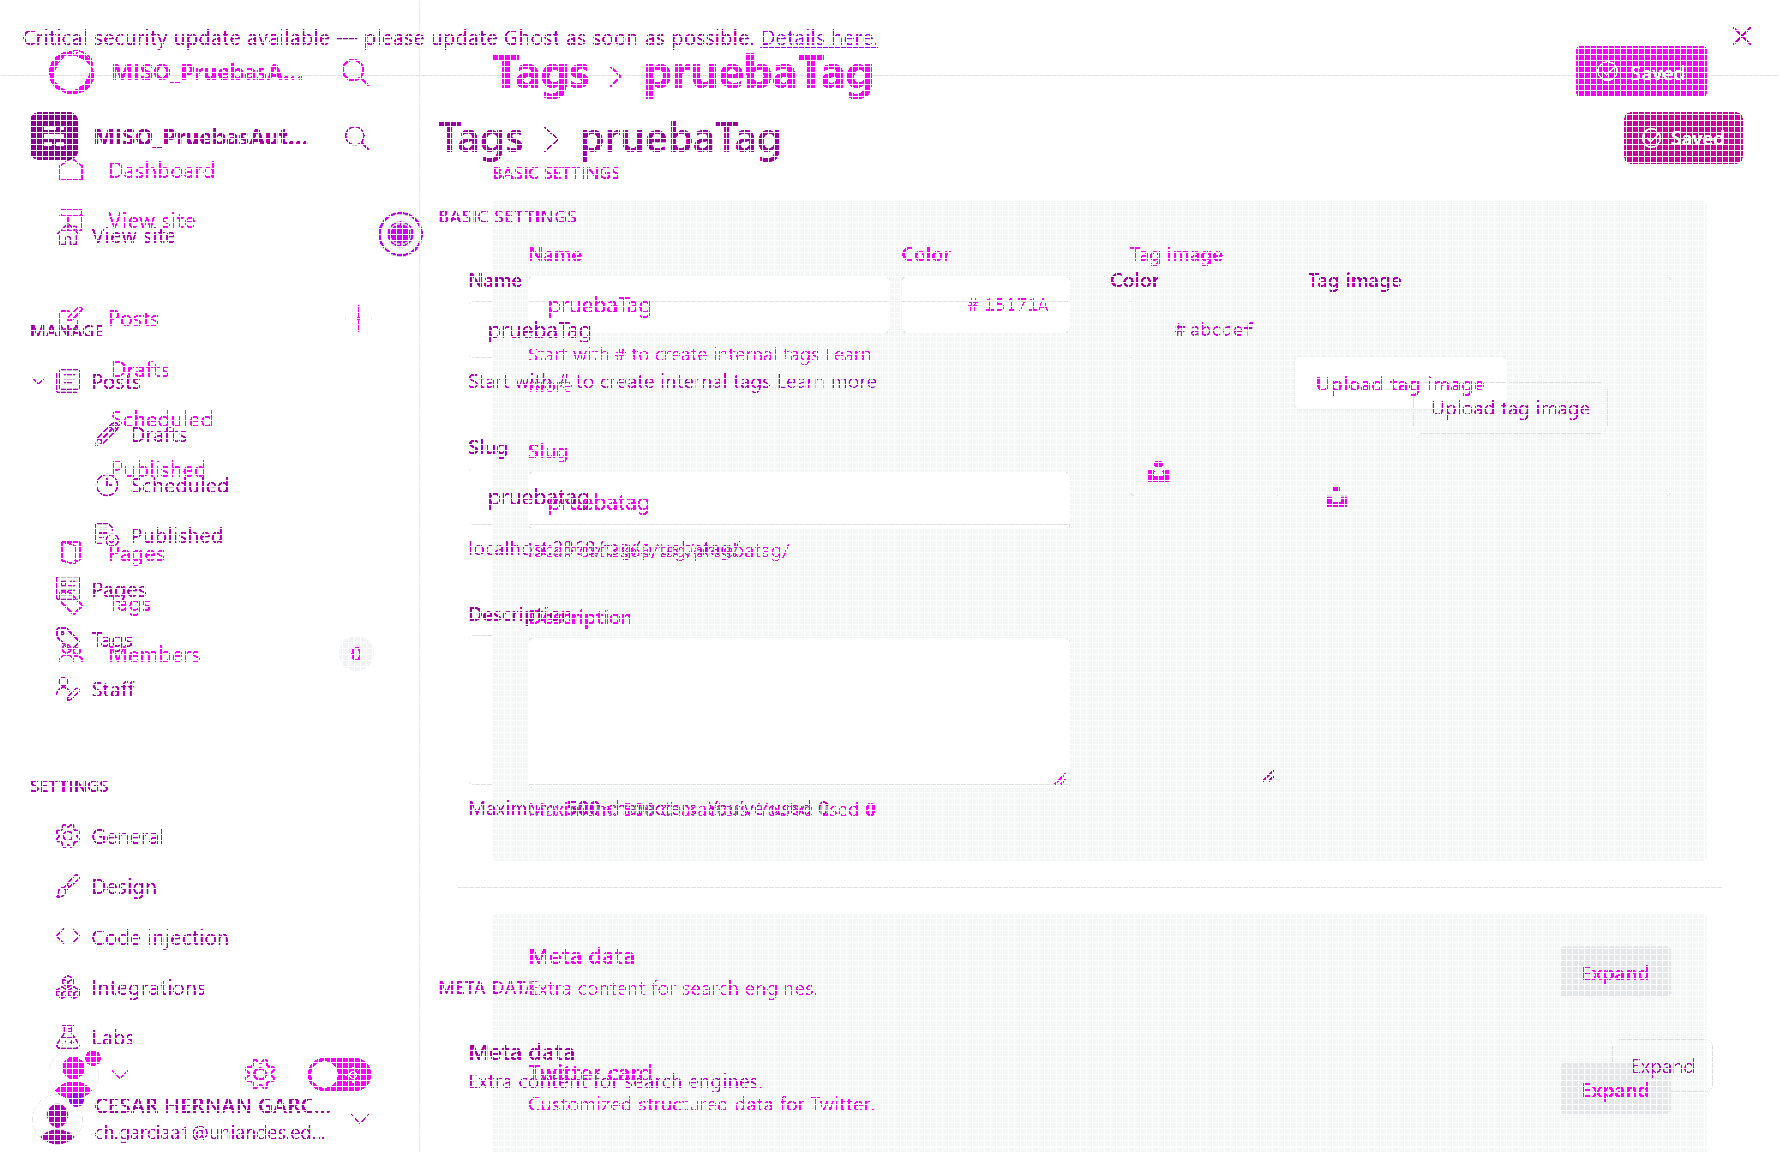 Critical security update available — please update Ghost as soon as possible. Details here.
MISO_PruebasA...
Tags > pruebaTag
Saved
MISO_PruebasAut...
Tags > pruebaTag
Saved
Dashboard
BASIC SETTINGS
View site
BASIC SETTINGS
View site
Name
Color
Tag image
Name
Color
Tag image
pruebaTag
# 15171A
Posts
MANAGE
pruebaTag
# abcdef
Start with # to create internal tags Learn
more
Drafts
Posts
Start with # to create internal tags Learn more
Upload tag image
Upload tag image
Scheduled
Drafts
Slug
Slug
Published
Scheduled
pruebatag
pruebatag
Published
Pages
Pages
Tags
Description
Description
Tags
Members
0
Staff
SETTINGS
Maximum: 500 characters. You've used 0
General
Design
Code injection
Meta data
Expand
Integrations
META DATA
Extra content for search engines.
Labs
Meta data
Twitter card
Expand
Extra content for search engines.
Expand
Customized structured data for Twitter.
CESAR HERNAN GARC...
ch.garciaa1@uniandes.ed...